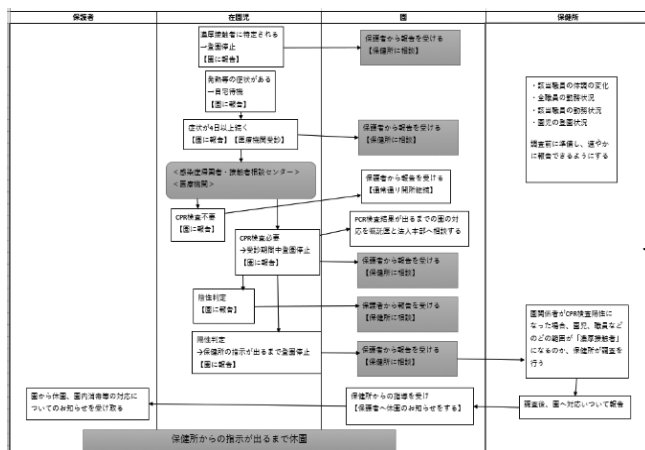 保護者
在園児
園
保健所
濃厚接触者に特定される
→登園停止
【園に報告】
保護者から報告を受ける
【保健所に相談】
発熱等の症状がある
→自宅待機
【園に報告】
・該当職員の体調の変化
・全職員の勤務状況
・該当職員の勤務状況
・園児の登園状況
調査前に準備し、速やか
に報告できるようにする
症状が4日以上続く
【園に報告】【医療機関受診】
保護者から報告を受ける
【保健所に相談】
<感染症帰国者・接触者相談センター>
<医療機関>
保護者から報告を受ける
【通常通り開所継続】
CPR検査不要
【園に報告】
PCR検査結果が出るまでの園の対
応を嘱託医と法人本部へ相談する
CPR検査必要
→受診期間中登園停止
【園に報告】
保護者から報告を受ける
【保健所に相談】
陰性判定
【園に報告】
保護者から報告を受ける
【保健所に相談】
園関係者がCPR検査陽性に
なった場合、園児、職員など
のどの範囲が「濃厚接触者」
になるのか、保健所が調査を
行う
陽性判定
→保健所の指示が出るまで登園停止
【園に報告】
保護者から報告を受ける
【保健所に相談】
園から休園、園内消毒等の対応に
ついてのお知らせを受け取る
保健所からの指導を受け
【保護者へ休園のお知らせをする】
調査後、園へ対応いついて報告
保健所からの指示が出るまで休園